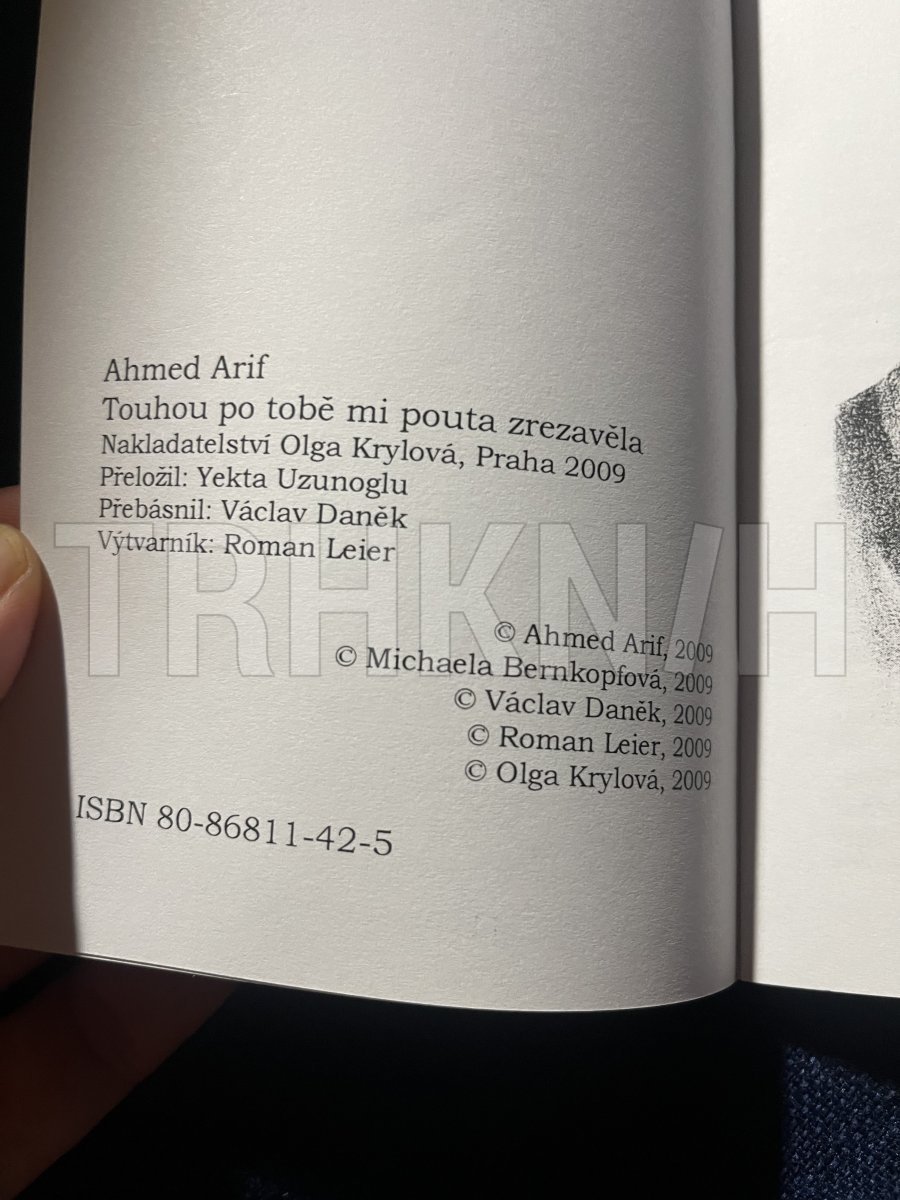 Ahmed Arif
Touhou po tobě mi pouta zrezavěla
Nakladatelství Olga Krylová, Praha 2009
Přeložil: Yekta Uzunoglu
Přebásnil: Václav Daněk
Výtvarník: Roman Leier
TRHKN/H
© Ahmed Arif, 2009
© Michaela Bernkopfová, 2009
© Václav Daněk, 2009
© Roman Leier, 2009
© Olga Krylová, 2009
ISBN 80-86811-42-5